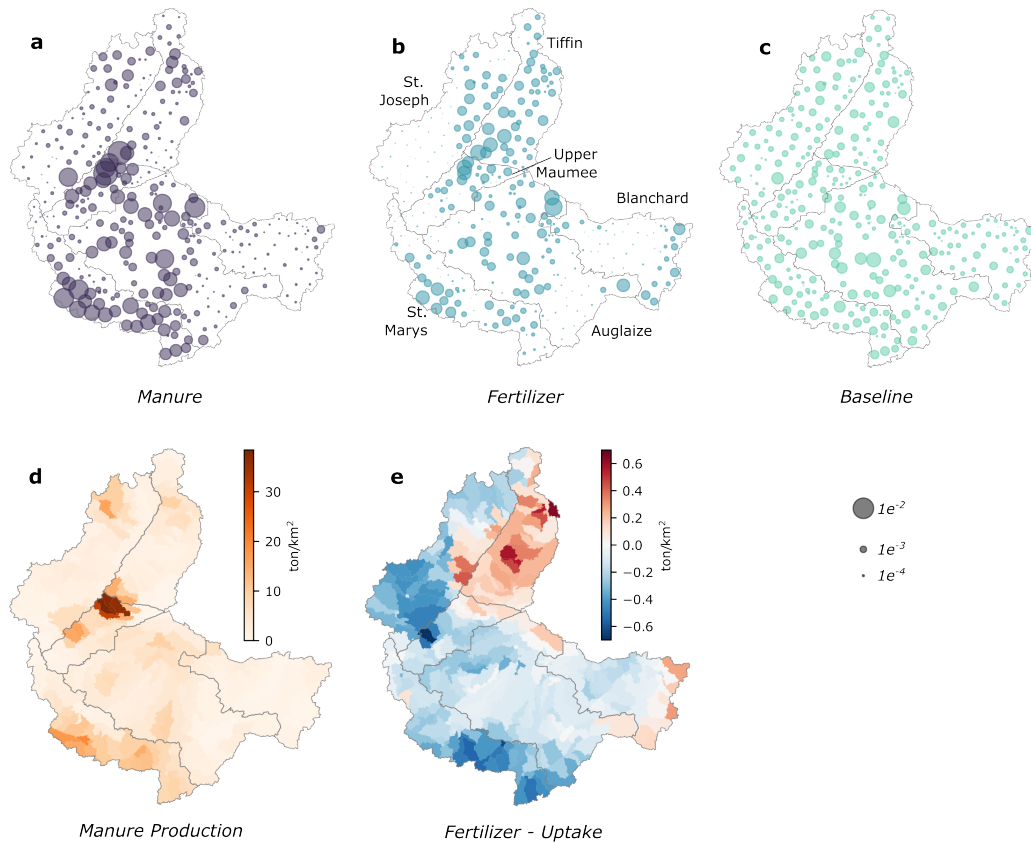 a
b
c
Tiffin
St.
Joseph
Upper
Maumee
Blanchard
St.
Marys
Auglaize
Manure
Fertilizer
Baseline
d
30
20
10
0
ton/km²
e
0.6
0.4
0.2
0.0
−0.2
−0.4
−0.6
ton/km²
1e⁻²
1e⁻³
1e⁻⁴
Manure Production
Fertilizer - Uptake